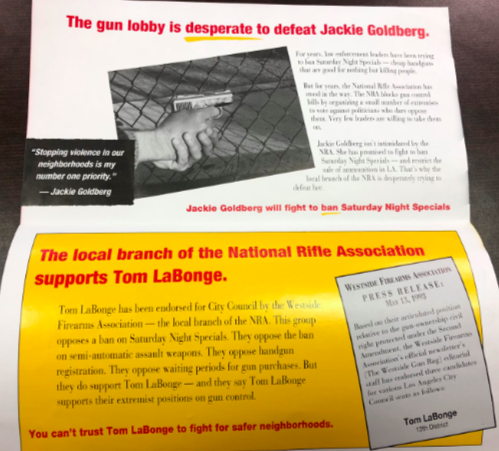 The gun lobby is desperate to defeat Jackie Goldberg.
For years, law enforcement leaders have been trying
to ban Saturday Night Specials — cheap handguns
that are good for nothing but killing people.
But for years, the National Rifle Association has
stood in the way. The NRA blocks gun control
bills by organizing a small number of extremists
to vote against politicians who dare oppose
them. Very few leaders are willing to take them
on.
Jackie Goldberg isn't intimidated by the
NRA. She has promised to fight to ban
Saturday Night Specials — and restrict the
sale of ammunition in LA. That's why the
local branch of the NRA is desperately trying to
defeat her.
"Stopping violence in our
neighborhoods is my
number one priority."
— Jackie Goldberg
Jackie Goldberg will fight to ban Saturday Night Specials
The local branch of the National Rifle Association
supports Tom LaBonge.
Tom LaBonge has been endorsed for City Council by the Westside
Firearms Association — the local branch of the NRA. This group
opposes a ban on Saturday Night Specials. They oppose the ban
on semi-automatic assault weapons. They oppose handgun
registration. They oppose waiting periods for gun purchases. But
they do support Tom LaBonge — and they say Tom LaBonge
supports their extremist positions on gun control.
You can't trust Tom LaBonge to fight for safer neighborhoods.
WESTSIDE FIREARMS ASSOCIATION
PRESS RELEASE:
May 13, 1993
Based on their articulated position
relative to the gun-ownership civil
right protected under the Second
Amendment, the Westside Firearms
Association's official newsletter's
(The Westside Gun Rag) editorial
staff has endorsed three candidates
for various Los Angeles City
Council seats as follows:
Tom LaBonge
13th District